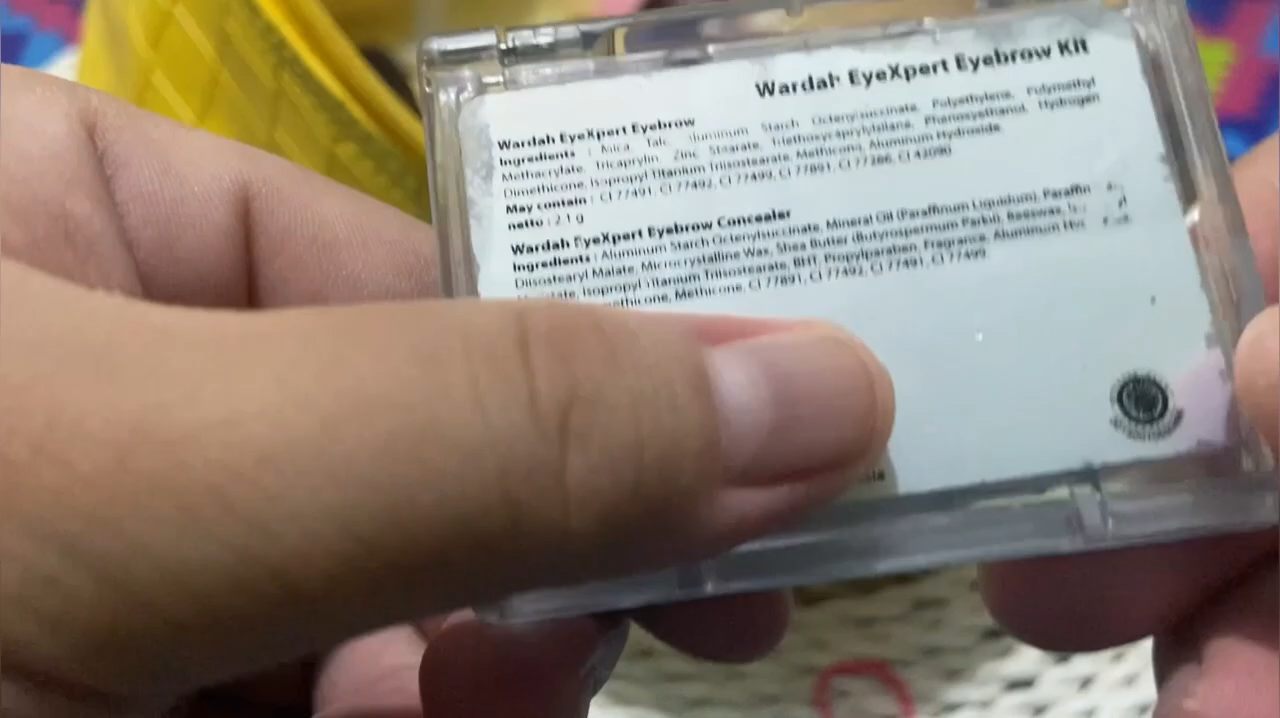 Wardah EyeXpert Eyebrow Kit
Wardah EyeXpert Eyebrow
Ingredients : Mica, Talc, Aluminum Starch Octenylsuccinate, Polyethylene, Polymethyl
Methacrylate, Tricaprylin, Zinc Stearate, Triethoxycaprylylsilane, Phenoxyethanol, Hydrogen
Dimethicone, Isopropyl Titanium Triisostearate, Methicone, Aluminum Hydroxide.
May contain : CI 77491, CI 77492, CI 77499, CI 77891, CI 77288, CI 42090
netto : 2.1 g
Wardah EyeXpert Eyebrow Concealer
Ingredients : Aluminum Starch Octenylsuccinate, Mineral Oil (Paraffinum Liquidum), Paraffin
Diisostearyl Malate, Microcrystalline Wax, Shea Butter (Butyrospermum Parkii), Beeswax,
Isopropyl Titanium Triisostearate, BHT, Propylparaben, Fragrance, Aluminum
Methicone, CI 77891, CI 77492, CI 77491, CI 77499